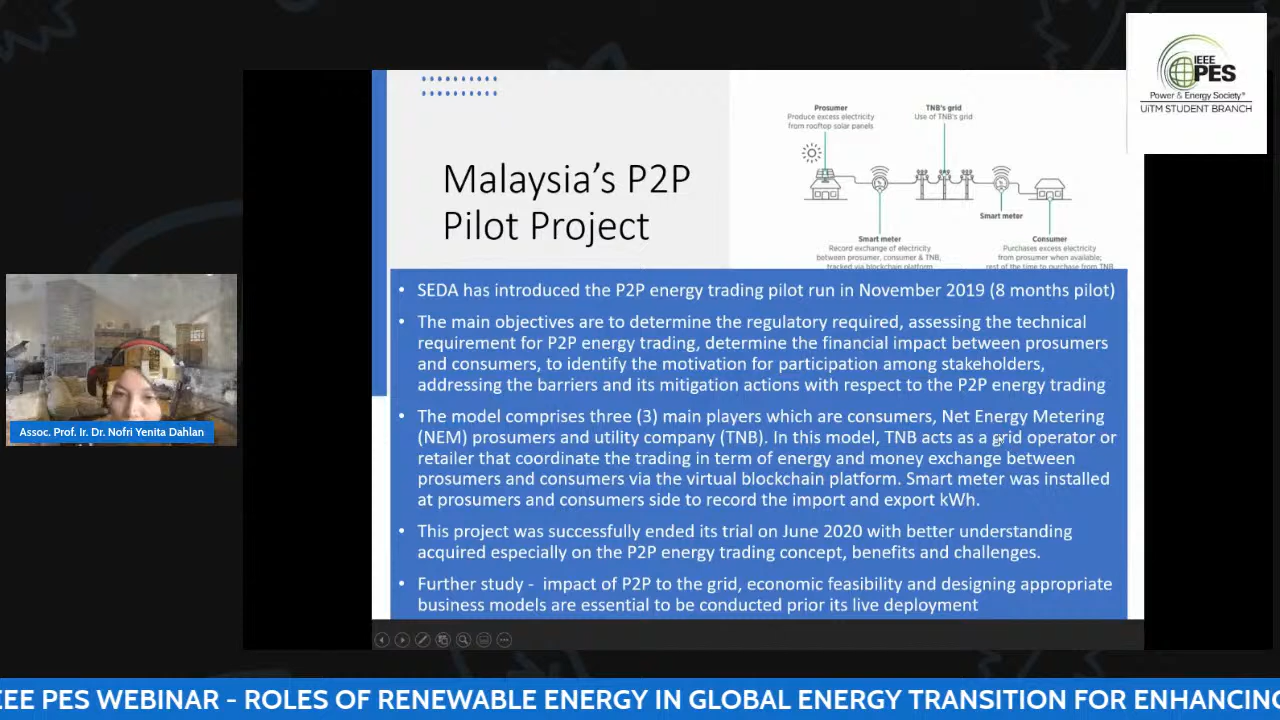 IEEE
PES
Power & Energy Society®
UiTM STUDENT BRANCH
Malaysia's P2P
Pilot Project
Prosumer
Produce excess electricity
from rooftop solar panels
TNB's grid
Use of TNB's grid
Smart meter
Smart meter
Record exchange of electricity
between prosumer, consumer & TNB,
tracked via blockchain platform
Consumer
Purchases excess electricity
from prosumer when available;
rest of the time to purchase from TNB
• SEDA has introduced the P2P energy trading pilot run in November 2019 (8 months pilot)
• The main objectives are to determine the regulatory required, assessing the technical
requirement for P2P energy trading, determine the financial impact between prosumers
and consumers, to identify the motivation for participation among stakeholders,
addressing the barriers and its mitigation actions with respect to the P2P energy trading
• The model comprises three (3) main players which are consumers, Net Energy Metering
(NEM) prosumers and utility company (TNB). In this model, TNB acts as a grid operator or
retailer that coordinate the trading in term of energy and money exchange between
prosumers and consumers via the virtual blockchain platform. Smart meter was installed
at prosumers and consumers side to record the import and export kWh.
• This project was successfully ended its trial on June 2020 with better understanding
acquired especially on the P2P energy trading concept, benefits and challenges.
• Further study - impact of P2P to the grid, economic feasibility and designing appropriate
business models are essential to be conducted prior its live deployment
Assoc. Prof. Ir. Dr. Nofri Yenita Dahlan
EEE PES WEBINAR - ROLES OF RENEWABLE ENERGY IN GLOBAL ENERGY TRANSITION FOR ENHANCING